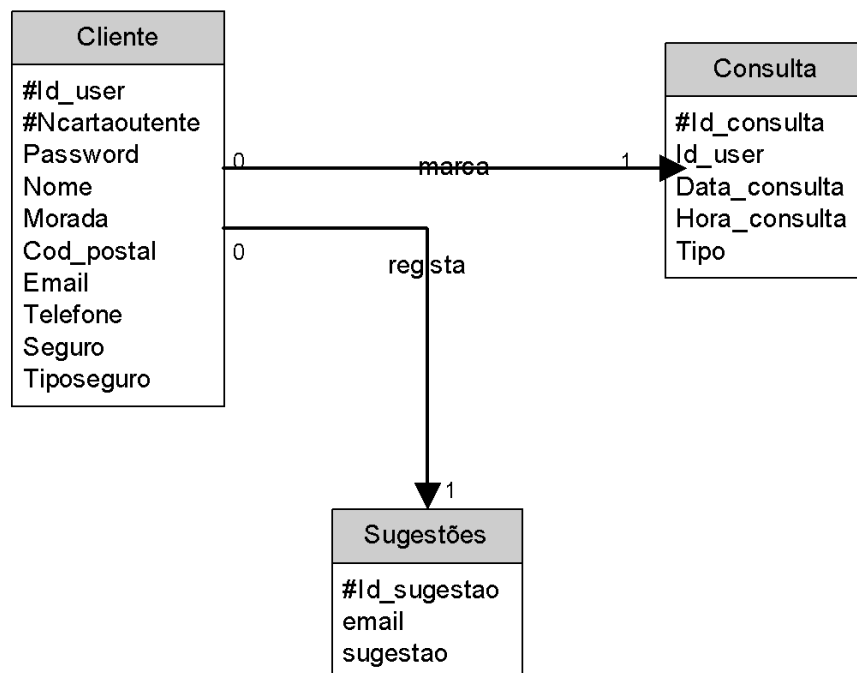 Cliente
#Id_user
#Ncartaoutente
Password
Nome
Morada
Cod_postal
Email
Telefone
Seguro
Tiposeguro
0
marca
1
Consulta
#Id_consulta
Id_user
Data_consulta
Hora_consulta
Tipo
0
regista
1
Sugestões
#Id_sugestao
email
sugestao